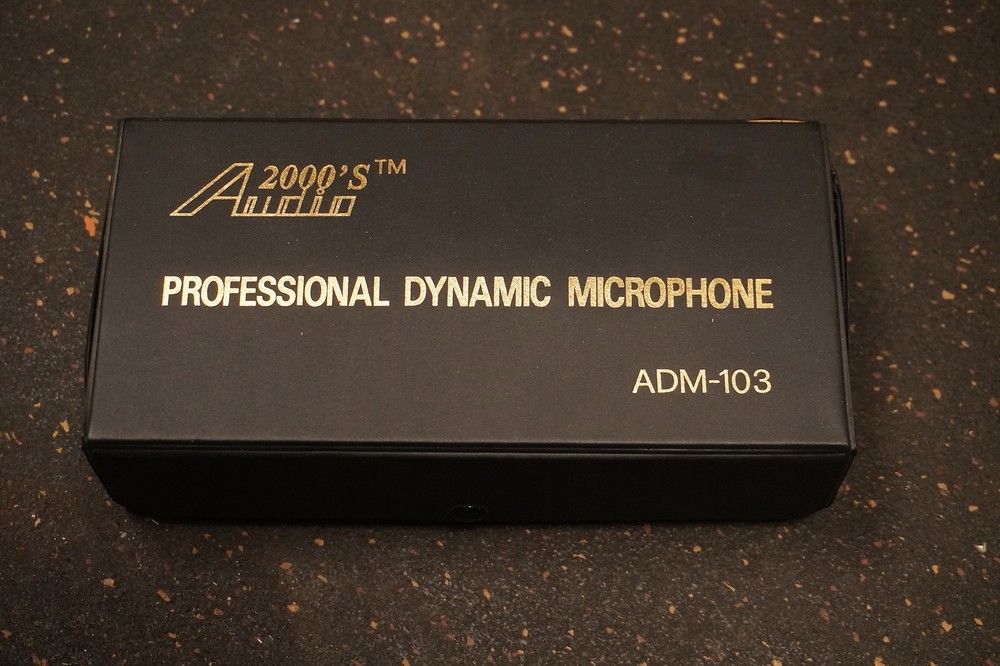 2000'S™
Audio
PROFESSIONAL DYNAMIC MICROPHONE
ADM-103